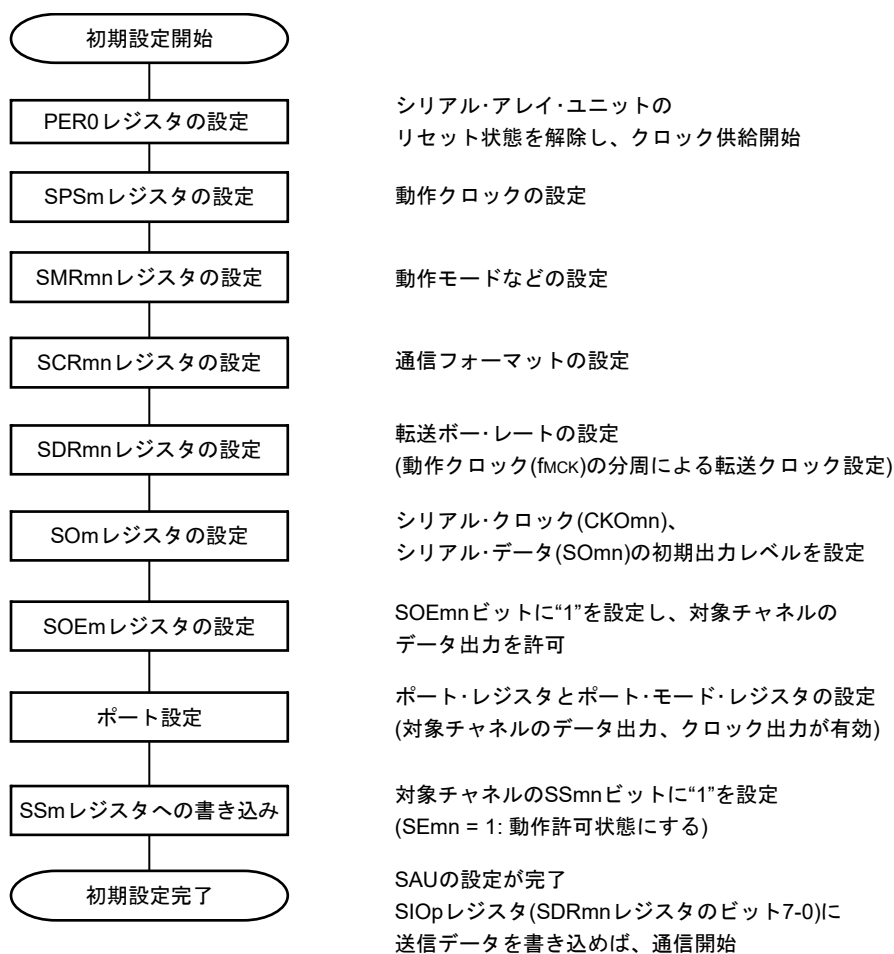 初期設定開始
PER0レジスタの設定
シリアル･アレイ･ユニットの
リセット状態を解除し、クロック供給開始
SPSmレジスタの設定
動作クロックの設定
SMRmnレジスタの設定
動作モードなどの設定
SCRmnレジスタの設定
通信フォーマットの設定
SDRmnレジスタの設定
転送ボー･レートの設定
(動作クロック(fMCK)の分周による転送クロック設定)
SOmレジスタの設定
シリアル･クロック(CKOmn)、
シリアル･データ(SOmn)の初期出力レベルを設定
SOEmレジスタの設定
SOEmnビットに“1”を設定し、対象チャネルの
データ出力を許可
ポート設定
ポート･レジスタとポート･モード･レジスタの設定
(対象チャネルのデータ出力、クロック出力が有効)
SSmレジスタへの書き込み
対象チャネルのSSmnビットに“1”を設定
(SEmn = 1: 動作許可状態にする)
初期設定完了
SAUの設定が完了
SIOpレジスタ(SDRmnレジスタのビット7-0)に
送信データを書き込めば、通信開始